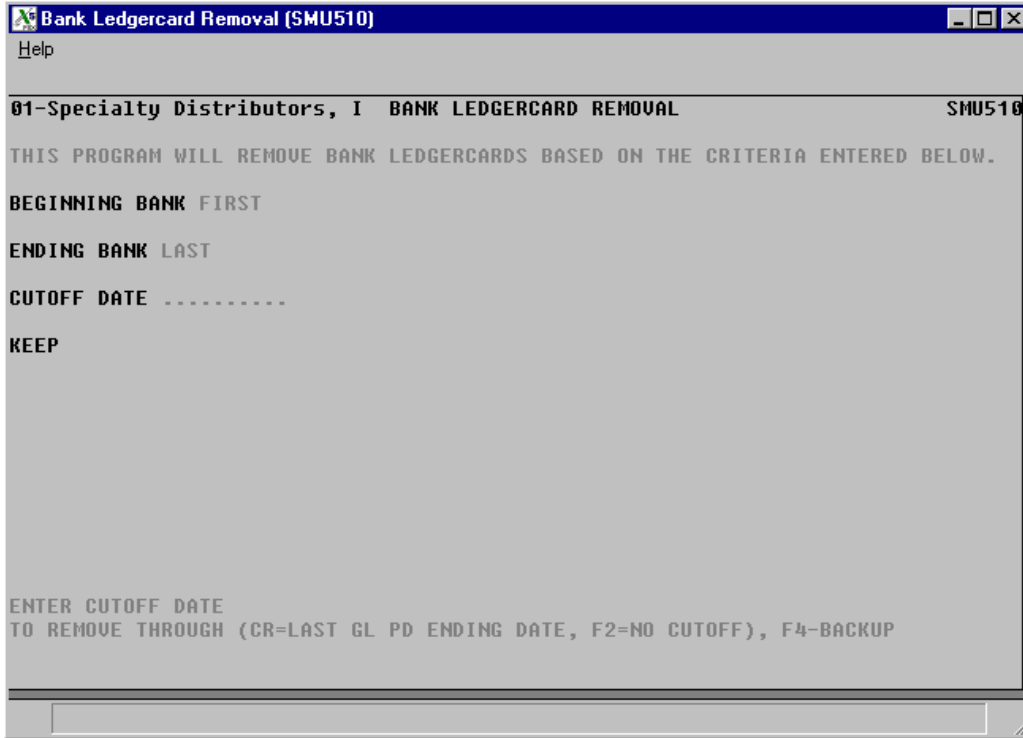 Bank Ledgercard Removal (SMU510)
Help
01-Specialty Distributors, I BANK LEDGERCARD REMOVAL SMU510
THIS PROGRAM WILL REMOVE BANK LEDGERCARDS BASED ON THE CRITERIA ENTERED BELOW.
BEGINNING BANK FIRST
ENDING BANK LAST
CUTOFF DATE ..........
KEEP
ENTER CUTOFF DATE
TO REMOVE THROUGH (CR=LAST GL PD ENDING DATE, F2=NO CUTOFF), F4-BACKUP